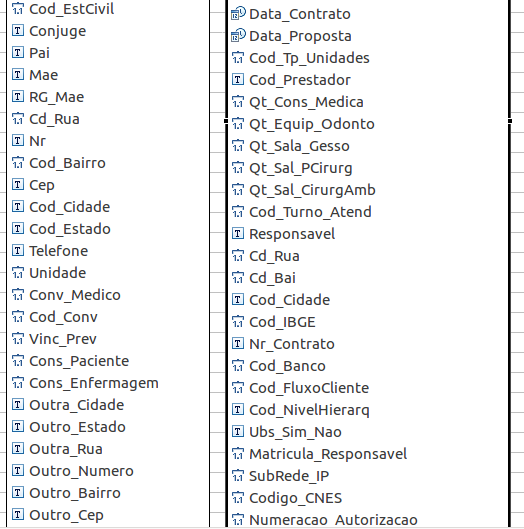 Cod_EstCivil
Conjuge
Pai
Mae
RG_Mae
Cd_Rua
Nr
Cod_Bairro
Cep
Cod_Cidade
Cod_Estado
Telefone
Unidade
Conv_Medico
Cod_Conv
Vinc_Prev
Cons_Paciente
Cons_Enfermagem
Outra_Cidade
Outro_Estado
Outra_Rua
Outro_Numero
Outro_Bairro
Outro_Cep
Data_Contrato
Data_Proposta
Cod_Tp_Unidades
Cod_Prestador
Qt_Cons_Medica
Qt_Equip_Odonto
Qt_Sala_Gesso
Qt_Sal_PCirurg
Qt_Sal_CirurgAmb
Cod_Turno_Atend
Responsavel
Cd_Rua
Cd_Bai
Cod_Cidade
Cod_IBGE
Nr_Contrato
Cod_Banco
Cod_FluxoCliente
Cod_NivelHierarq
Ubs_Sim_Nao
Matricula_Responsavel
SubRede_IP
Codigo_CNES
Numeracao_Autorizacao